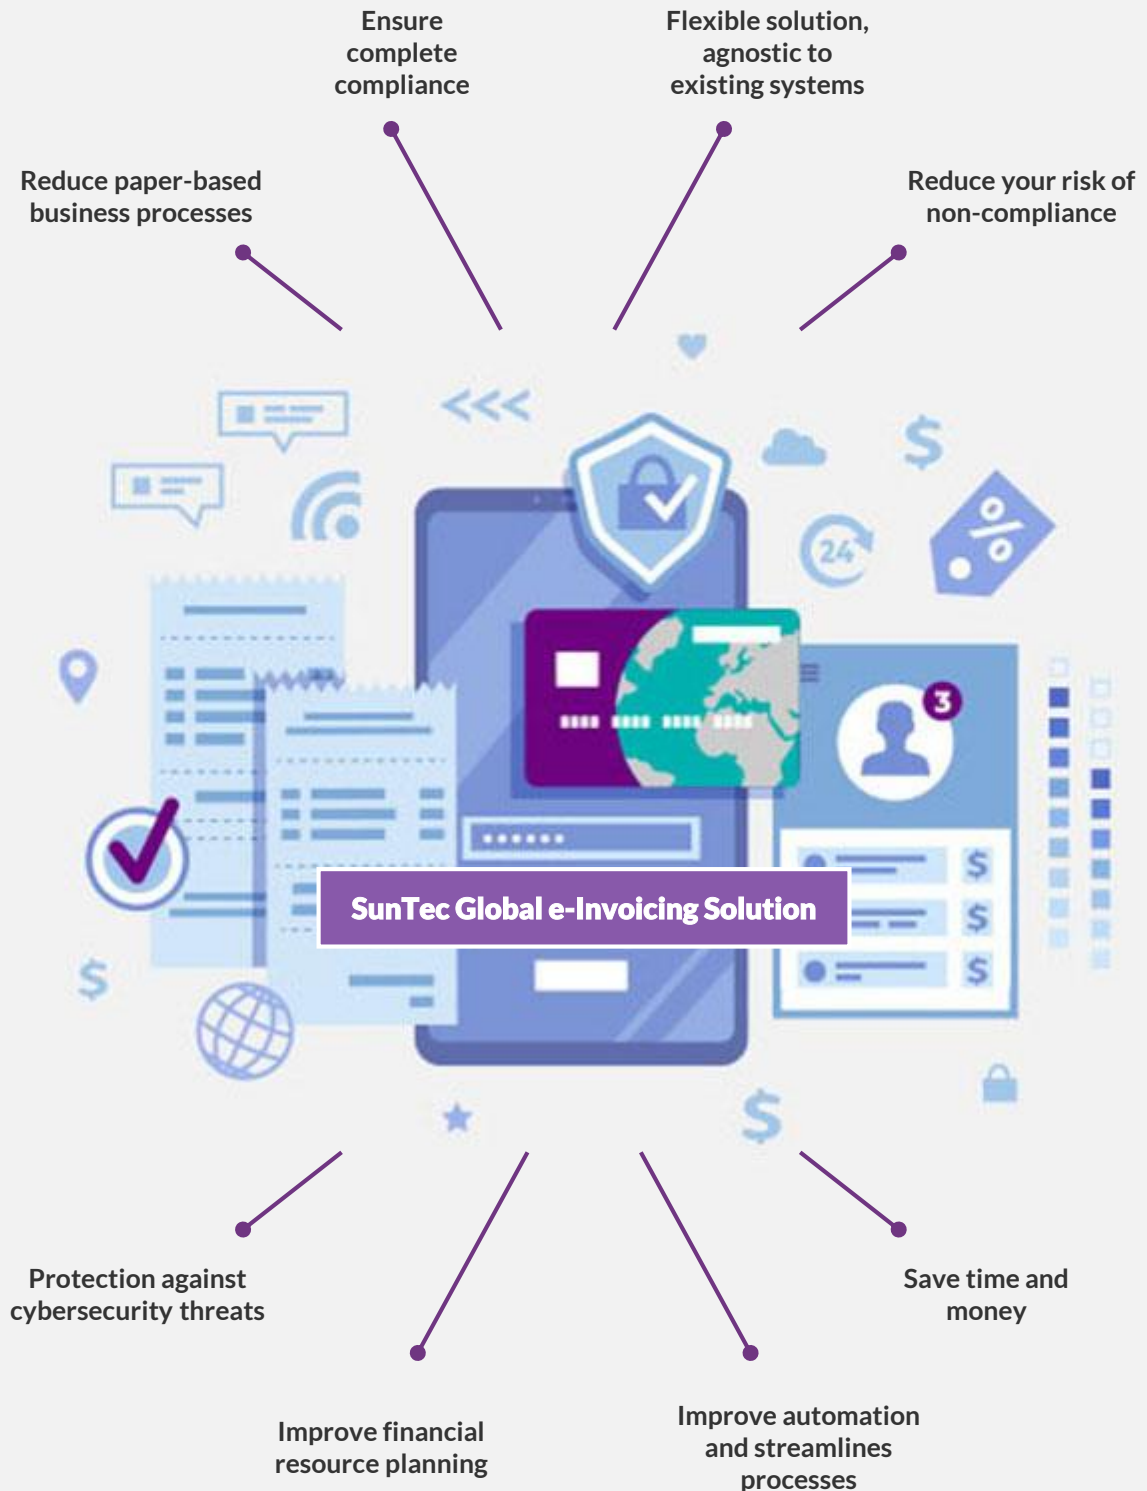 Ensure
complete
compliance
Flexible solution,
agnostic to
existing systems
Reduce paper-based
business processes
Reduce your risk of
non-compliance
24
%
3
SunTec Global e-Invoicing Solution
Protection against
cybersecurity threats
Save time and
money
Improve financial
resource planning
Improve automation
and streamlines
processes